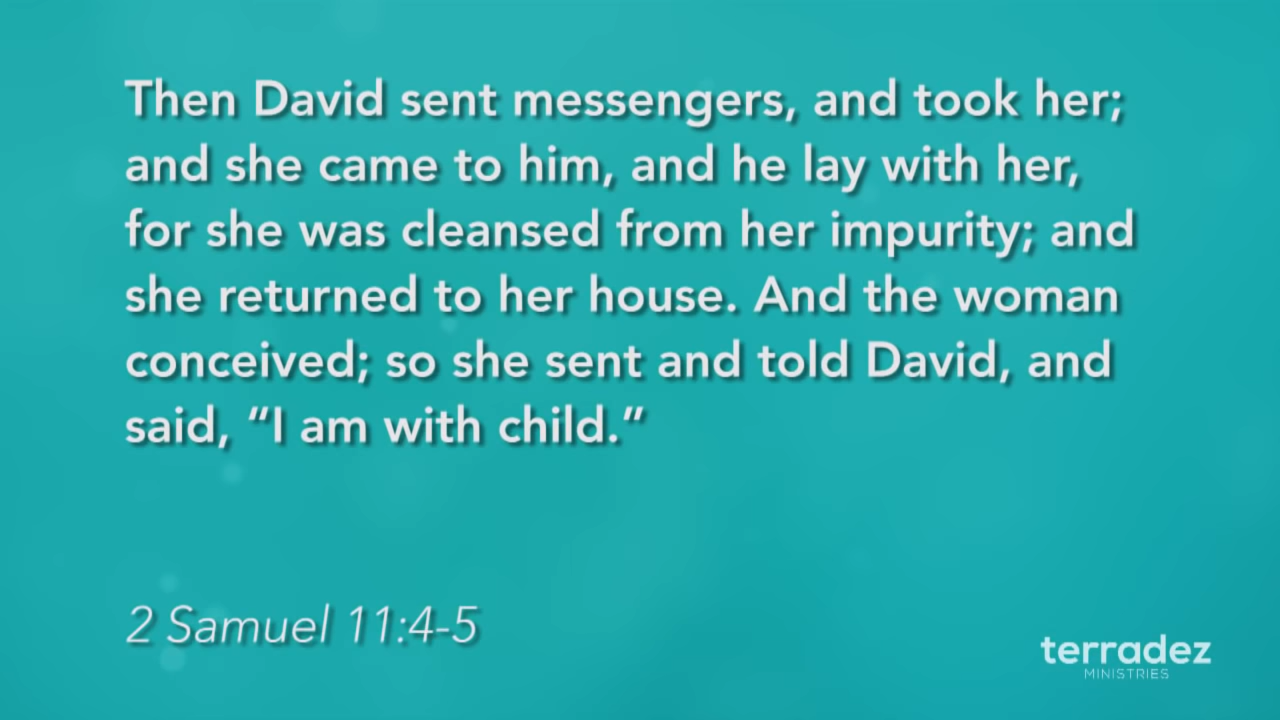 Then David sent messengers, and took her;
and she came to him, and he lay with her,
for she was cleansed from her impurity; and
she returned to her house. And the woman
conceived; so she sent and told David, and
said, “I am with child.”
2 Samuel 11:4-5
terradez
MINISTRIES